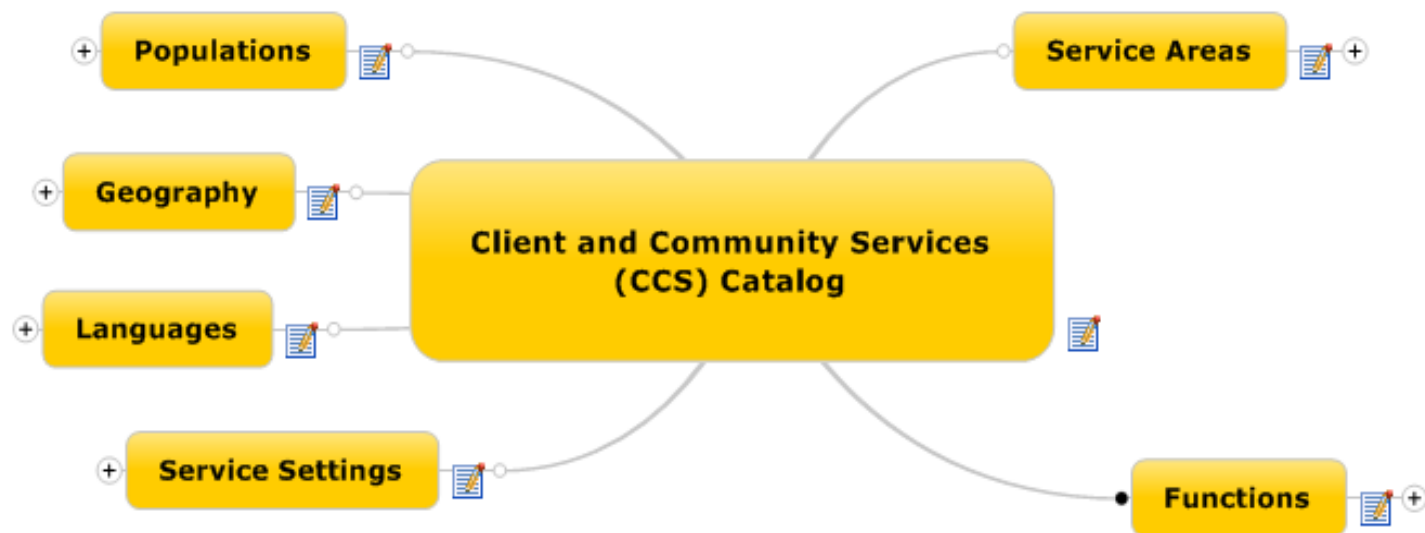 Populations
Service Areas
Geography
Client and Community Services
(CCS) Catalog
Languages
Service Settings
Functions